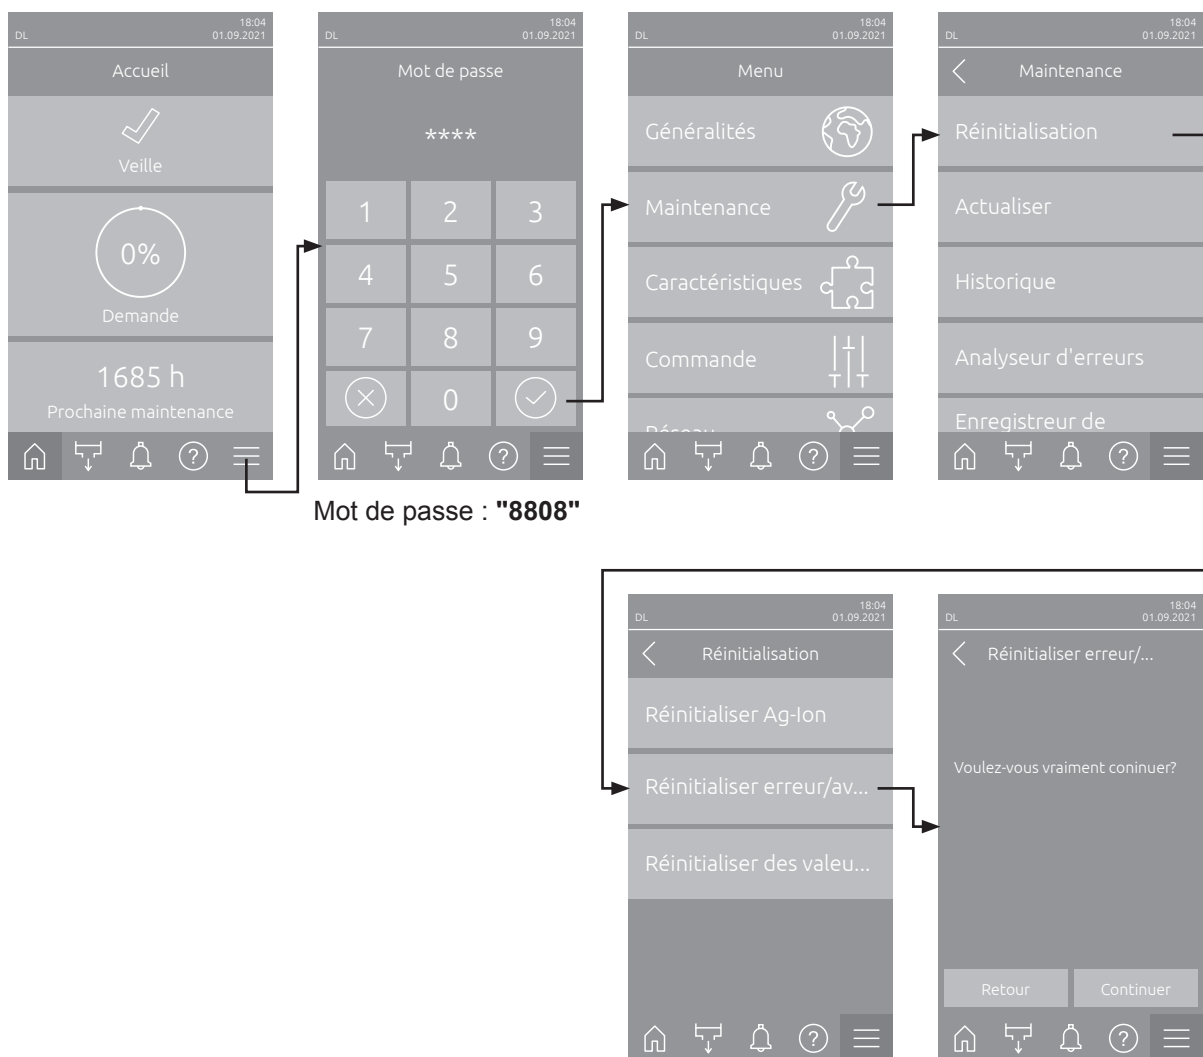 18:04
DL 01.09.2021
Accueil
Veille
0%
Demande
1685 h
Prochaine maintenance
?
18:04
DL 01.09.2021
Mot de passe
****
1 2 3
4 5 6
7 8 9
0
?
Mot de passe : "8808"
18:04
DL 01.09.2021
Menu
Généralités
Maintenance
Caractéristiques
Commande
Réseau
?
18:04
DL 01.09.2021
Maintenance
Réinitialisation
Actualiser
Historique
Analyseur d'erreurs
Enregistreur de
?
18:04
DL 01.09.2021
Réinitialisation
Réinitialiser Ag-Ion
Réinitialiser erreur/av...
Réinitialiser des valeu...
?
18:04
DL 01.09.2021
Réinitialiser erreur/...
Voulez-vous vraiment coninuer?
Retour Continuer
?